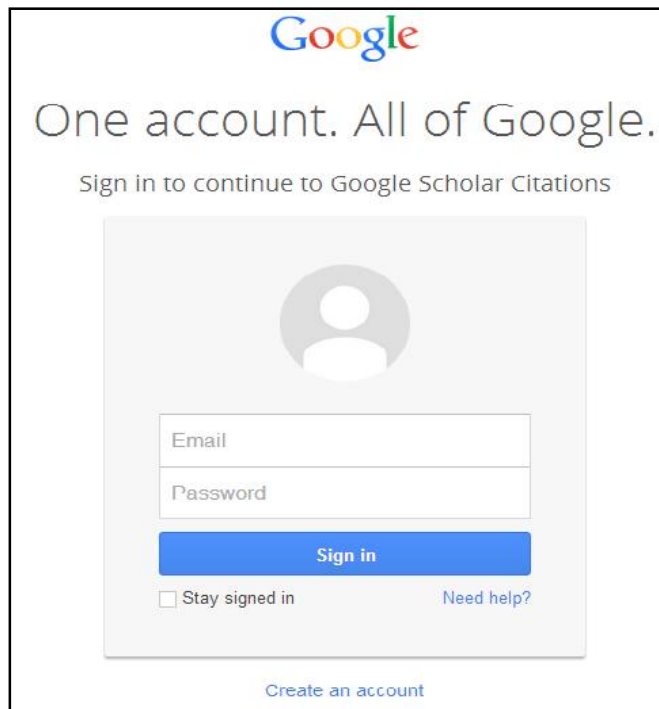 Google
One account. All of Google.
Sign in to continue to Google Scholar Citations
Email
Password
Sign in
Stay signed in Need help?
Create an account